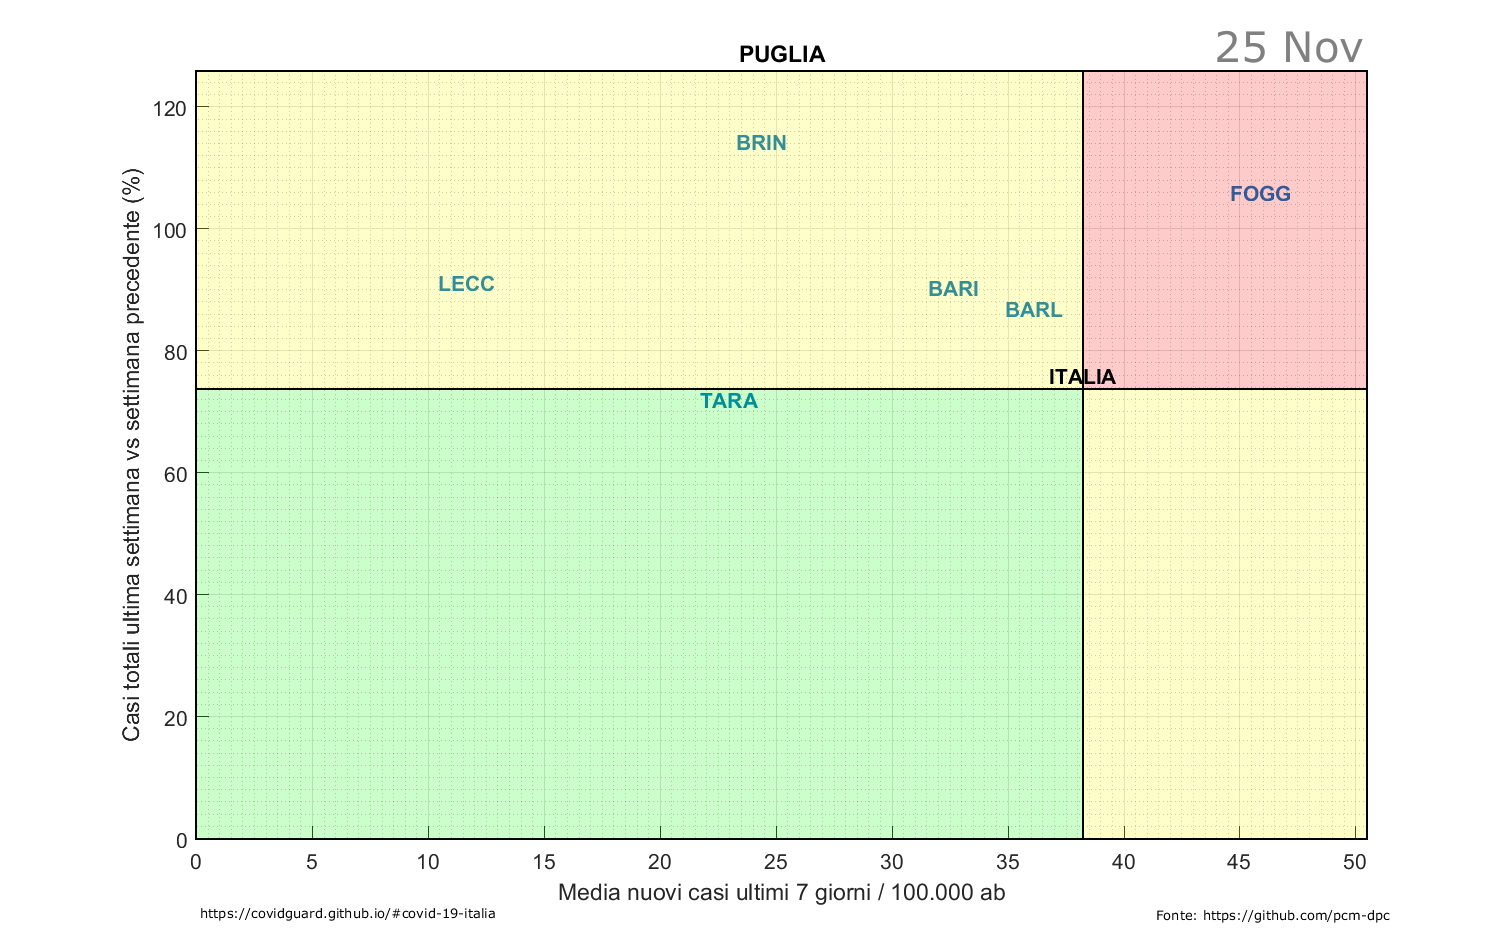 25 Nov
PUGLIA
120
100
80
60
40
20
0
Casi totali ultima settimana vs settimana precedente (%)
BRIN
FOGG
LECC
BARI
BARL
ITALIA
TARA
0 5 10 15 20 25 30 35 40 45 50
Media nuovi casi ultimi 7 giorni / 100.000 ab
https://covidguard.github.io/#covid-19-italia
Fonte: https://github.com/pcm-dpc